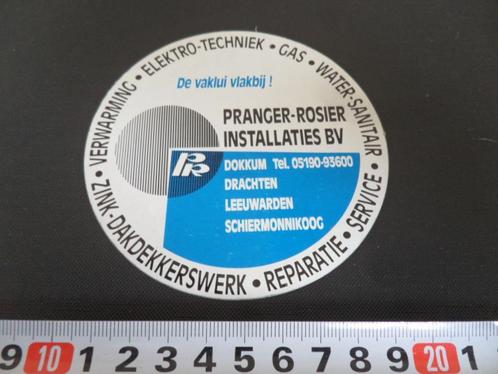 • VERWARMING • ELEKTRO-TECHNIEK • GAS • WATER-SANITAIR
• ZINK-DAKDEKKERSWERK • REPARATIE • SERVICE •
De vaklui vlakbij !
PRANGER-ROSIER
INSTALLATIES BV
PR
DOKKUM Tel. 05190-93600
DRACHTEN
LEEUWARDEN
SCHIERMONNIKOOG
9 10 1 2 3 4 5 6 7 8 9 20 1